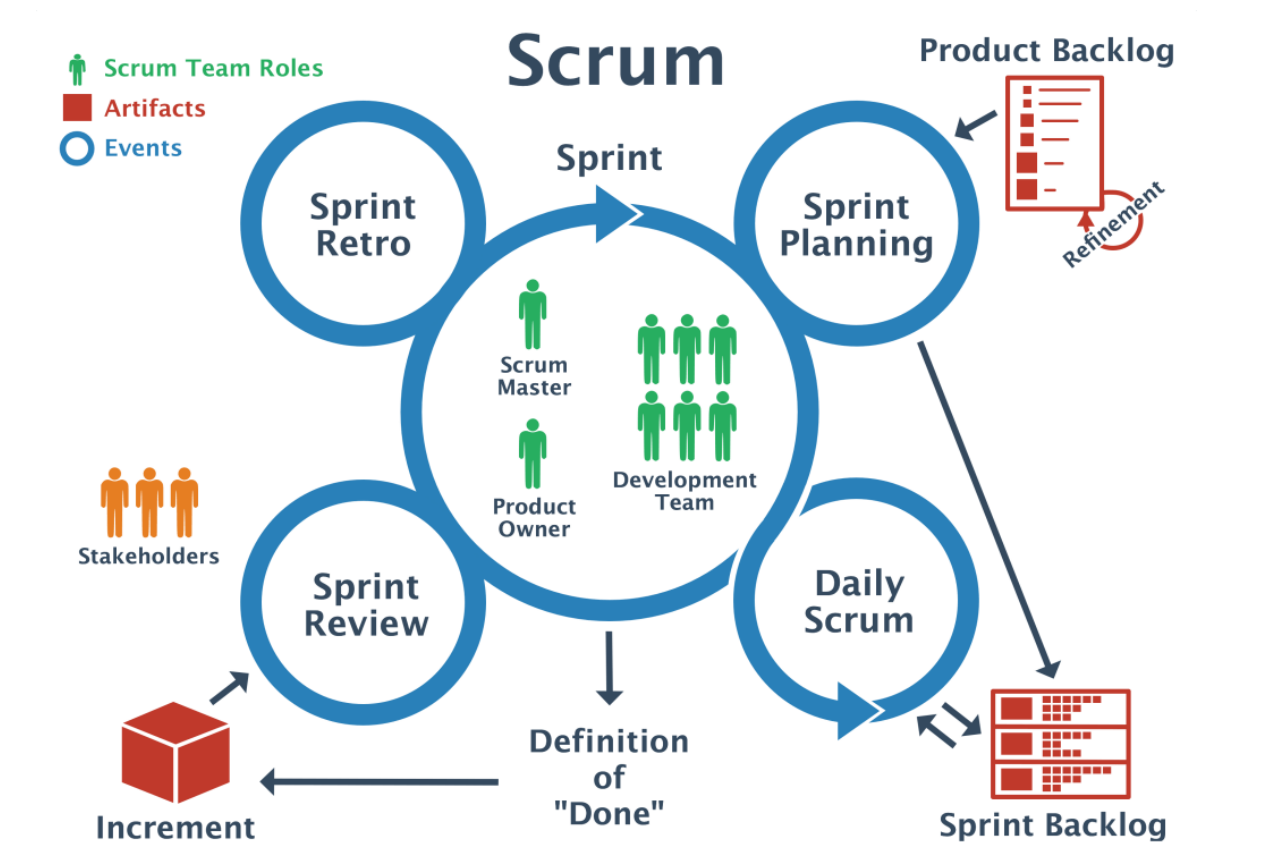 Scrum
Scrum Team Roles
Artifacts
Events
Product Backlog
Refinement
Sprint
Sprint
Retro
Sprint
Planning
Scrum
Master
Product
Owner
Development
Team
Stakeholders
Sprint
Review
Daily
Scrum
Definition
of
"Done"
Increment
Sprint Backlog